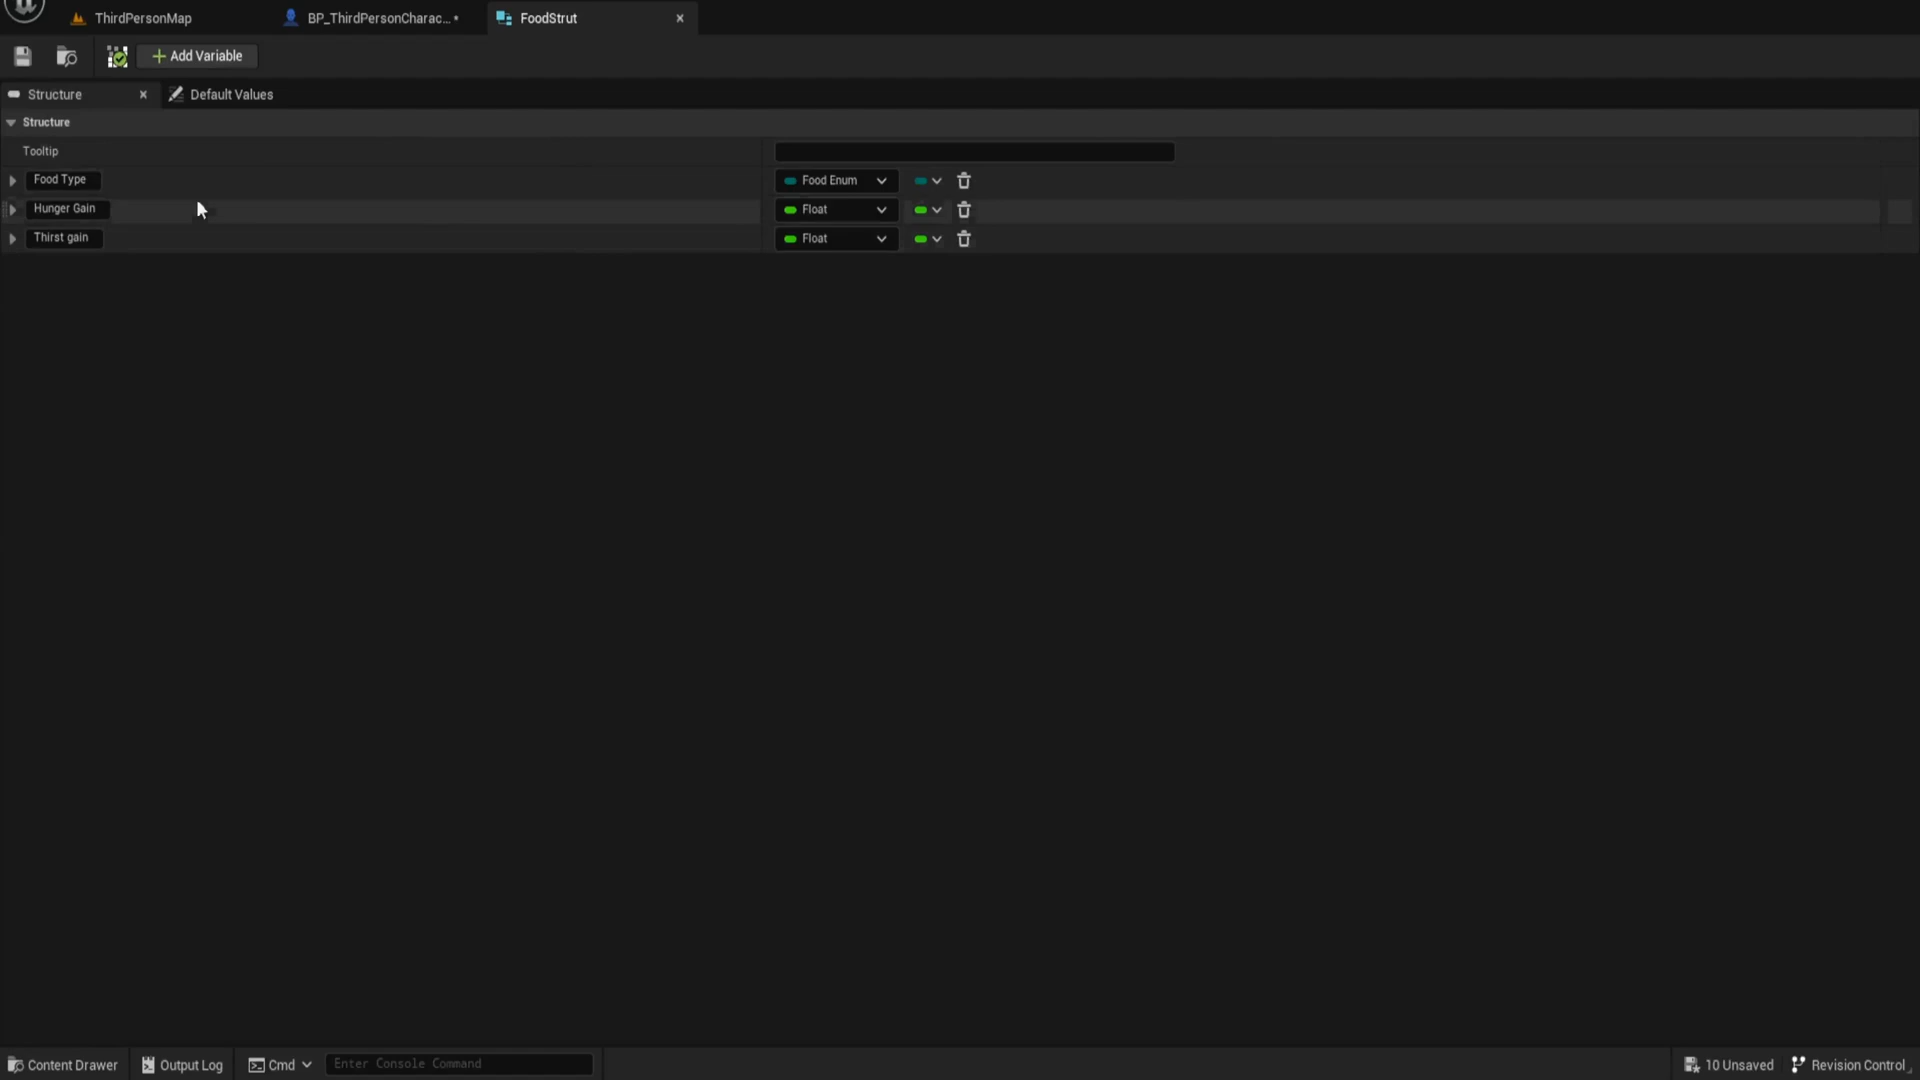 ThirdPersonMap
BP_ThirdPersonCharac... •
FoodStrut
Add Variable
Structure
Default Values
Structure
Tooltip
Food Type
Food Enum
Hunger Gain
Float
Thirst gain
Float
Content Drawer
Output Log
Cmd
Enter Console Command
10 Unsaved
Revision Control